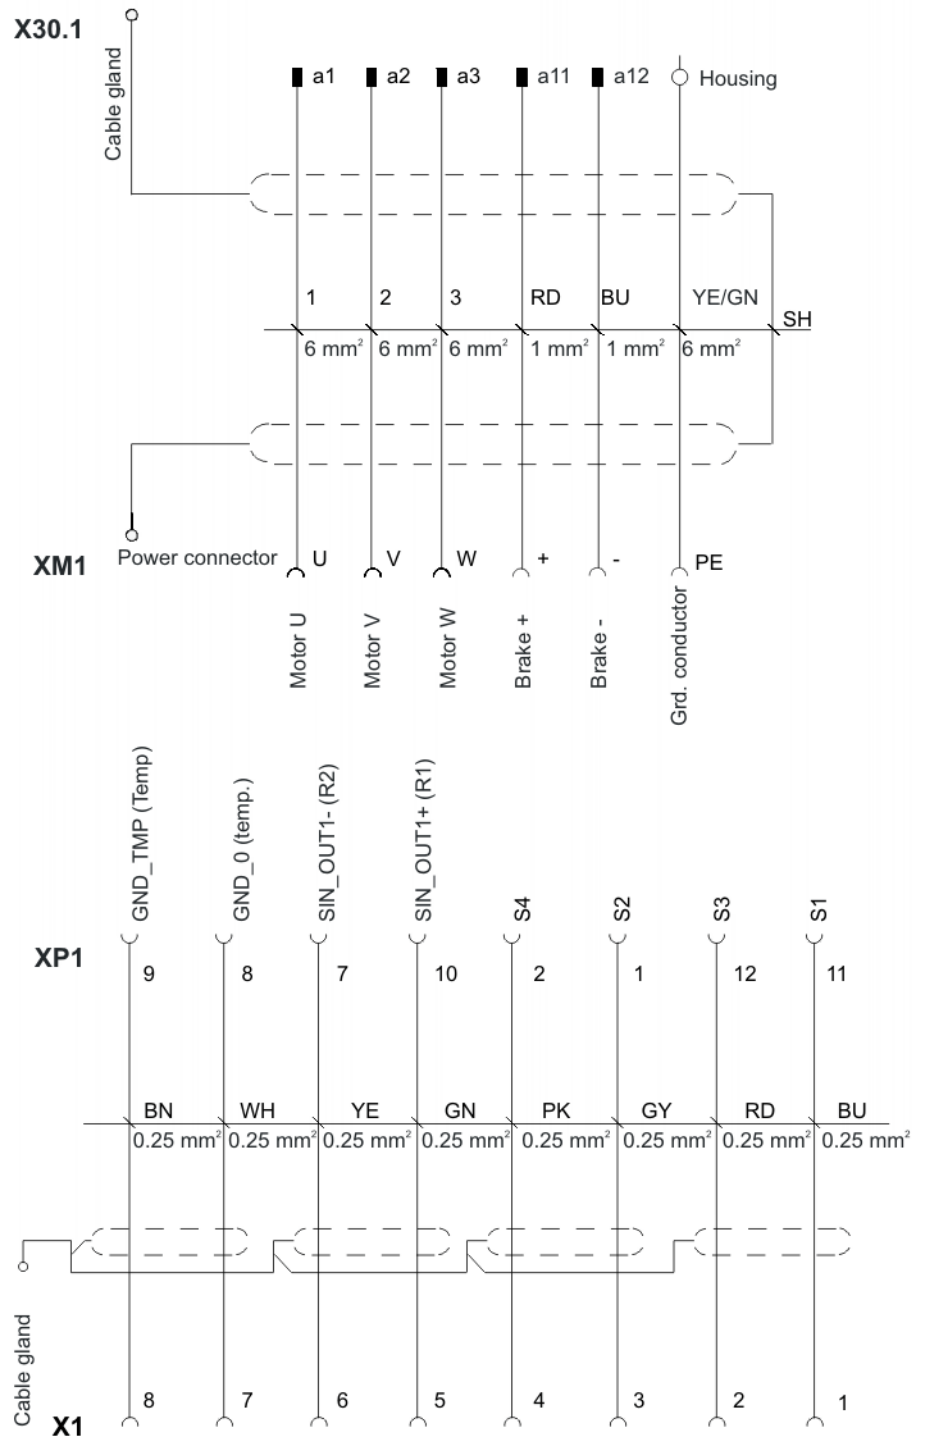 X30.1
Cable gland
a1 a2 a3 a11 a12 Housing
1 2 3 RD BU YE/GN
SH
6 mm² 6 mm² 6 mm² 1 mm² 1 mm² 6 mm²
XM1
Power connector U V W + - PE
Motor U
Motor V
Motor W
Brake +
Brake -
Grd. conductor
GND_TMP (Temp)
GND_0 (temp.)
SIN_OUT1- (R2)
SIN_OUT1+ (R1)
S4
S2
S3
S1
XP1
9 8 7 10 2 1 12 11
BN WH YE GN PK GY RD BU
0.25 mm² 0.25 mm² 0.25 mm² 0.25 mm² 0.25 mm² 0.25 mm² 0.25 mm² 0.25 mm²
Cable gland
8 7 6 5 4 3 2 1
X1